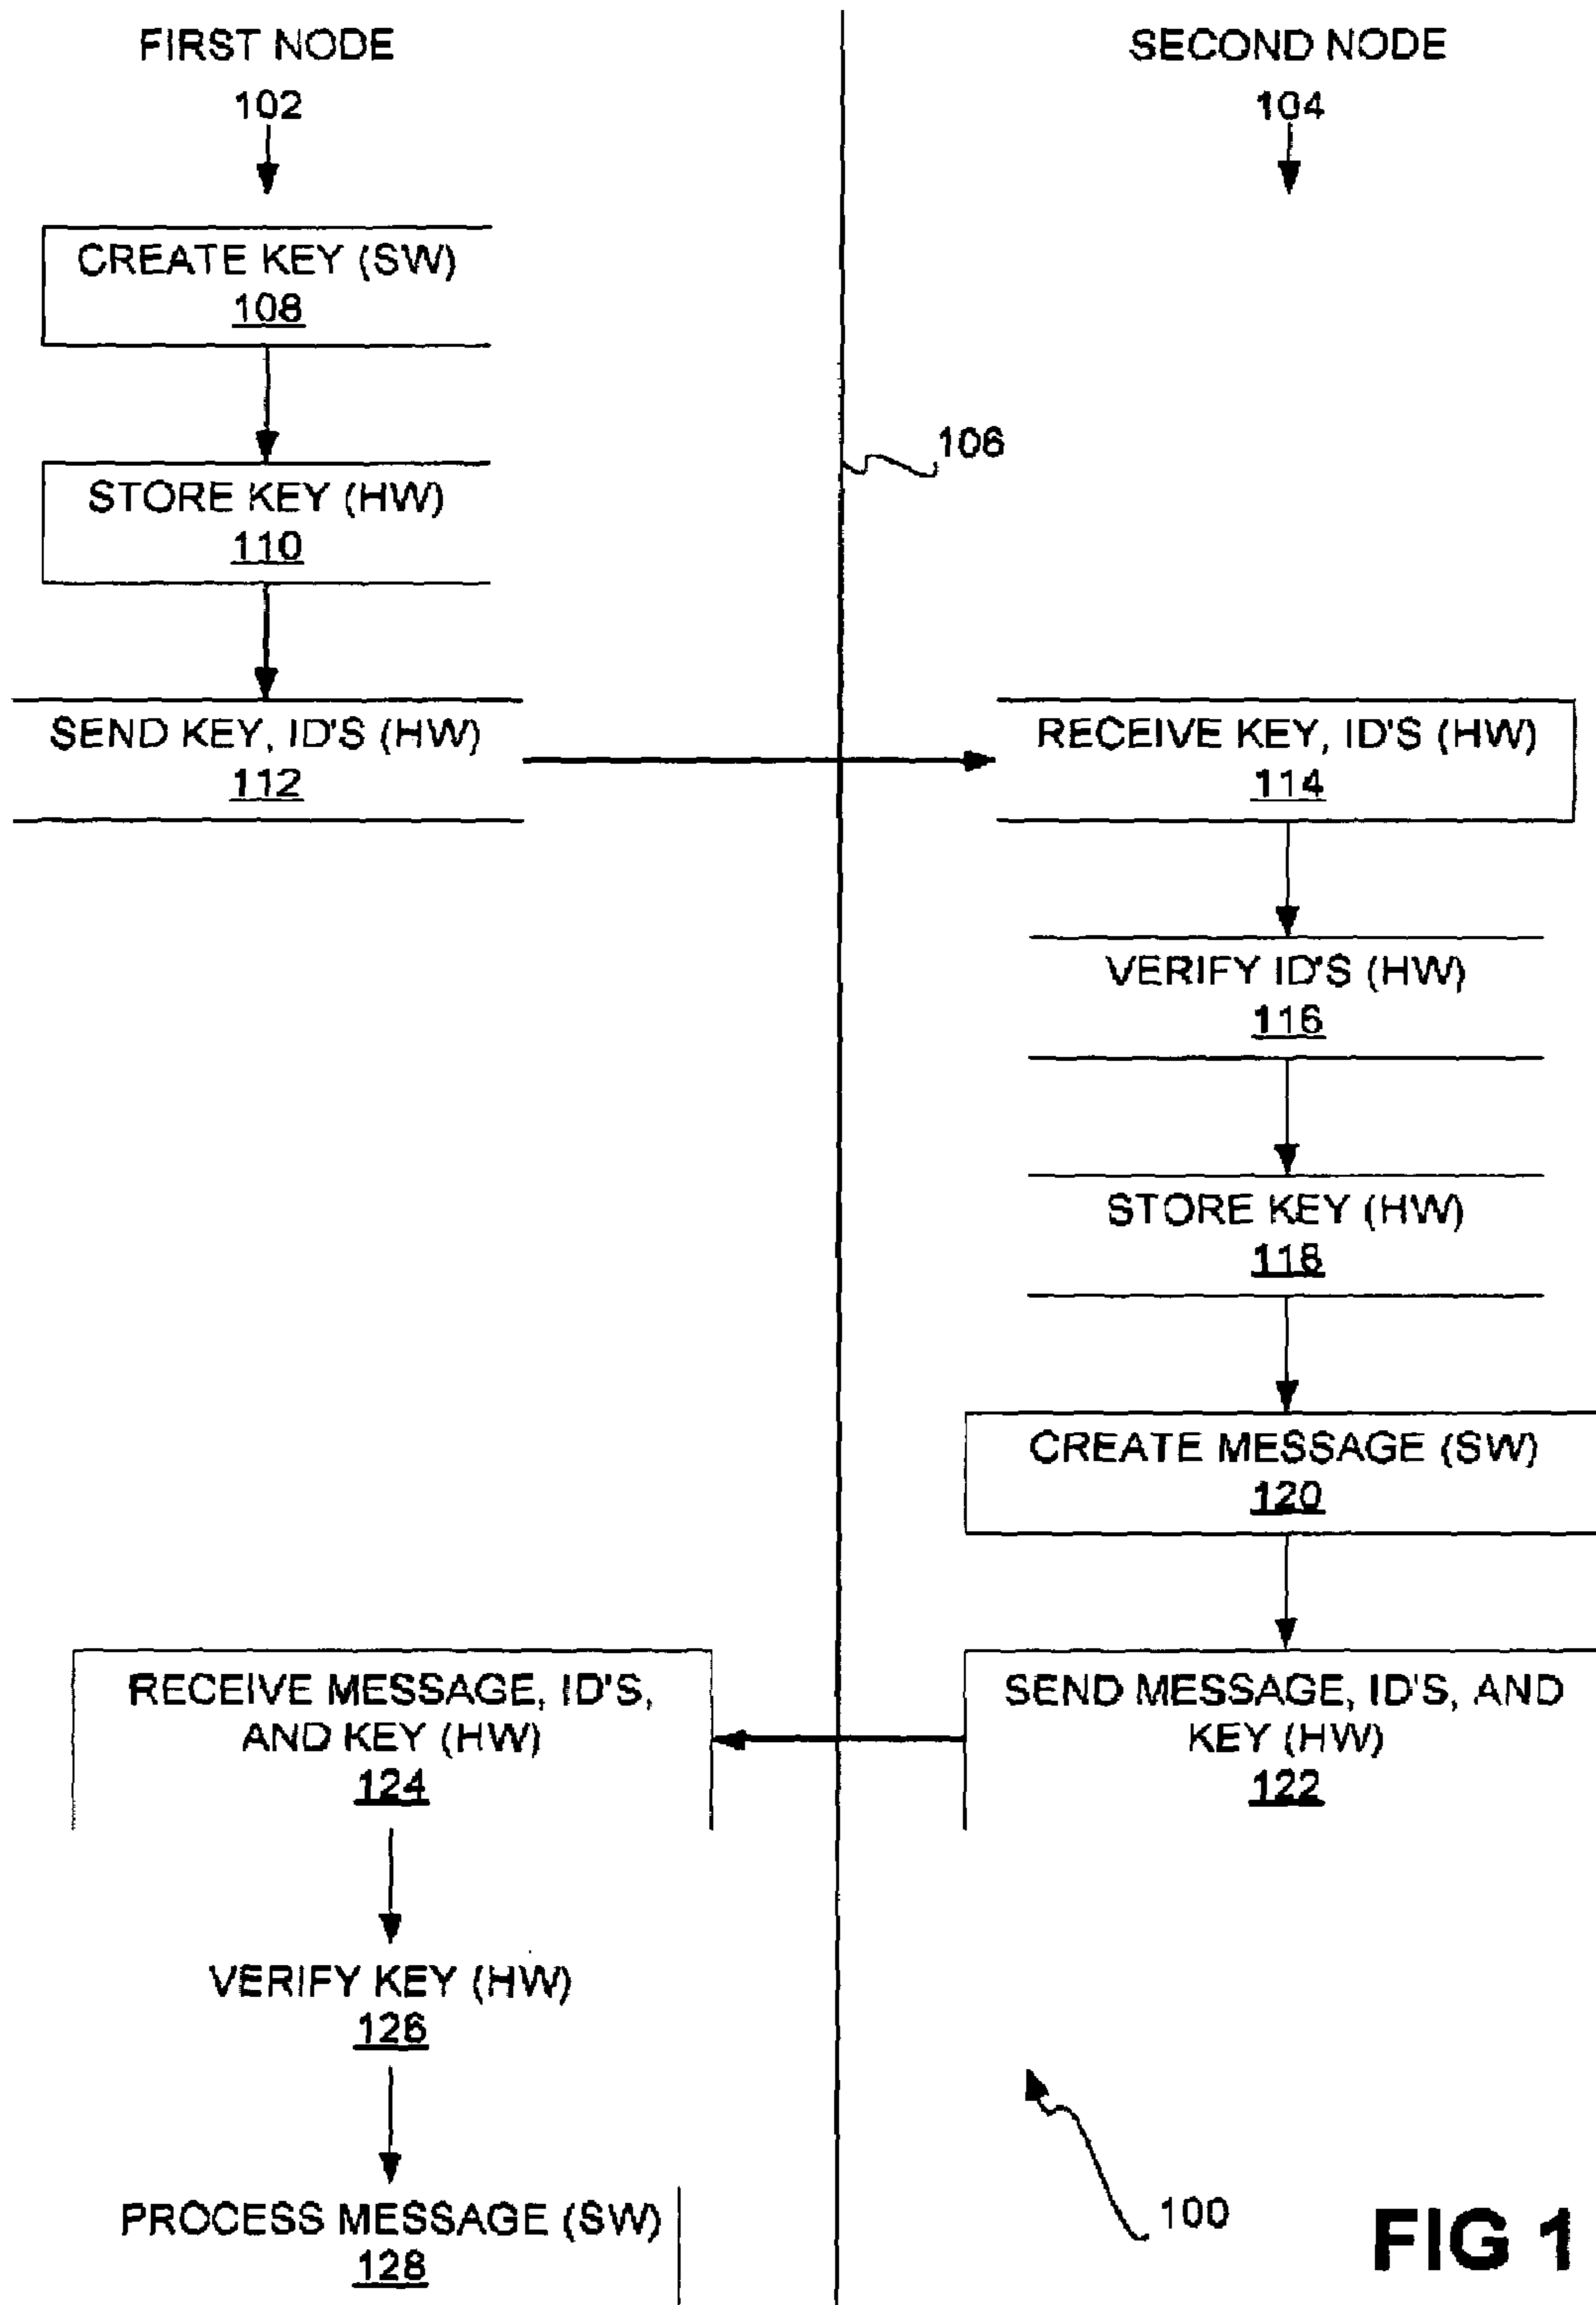 FIRST NODE
102
SECOND NODE
104
CREATE KEY (SW)
108
106
STORE KEY (HW)
110
SEND KEY, ID'S (HW)
112
RECEIVE KEY, ID'S (HW)
114
VERIFY ID'S (HW)
116
STORE KEY (HW)
118
CREATE MESSAGE (SW)
120
RECEIVE MESSAGE, ID'S,
AND KEY (HW)
124
SEND MESSAGE, ID'S, AND
KEY (HW)
122
VERIFY KEY (HW)
126
PROCESS MESSAGE (SW)
128
100
FIG 1